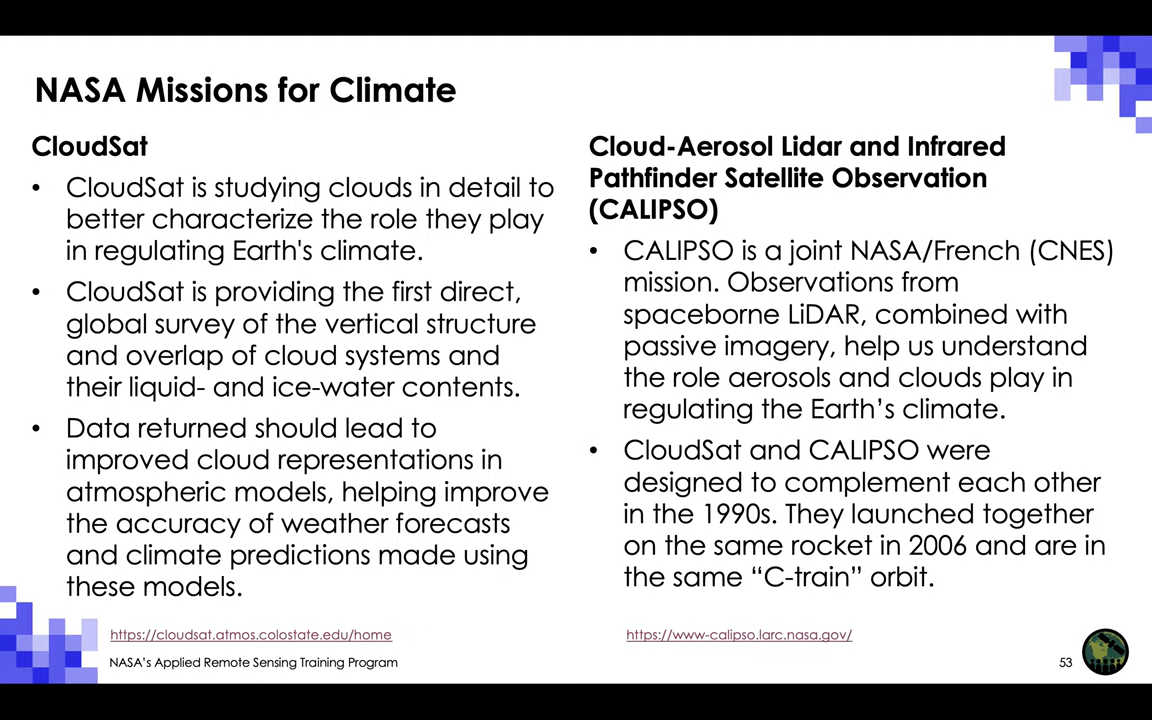 NASA Missions for Climate
CloudSat
• CloudSat is studying clouds in detail to
better characterize the role they play
in regulating Earth's climate.
• CloudSat is providing the first direct,
global survey of the vertical structure
and overlap of cloud systems and
their liquid- and ice-water contents.
• Data returned should lead to
improved cloud representations in
atmospheric models, helping improve
the accuracy of weather forecasts
and climate predictions made using
these models.
https://cloudsat.atmos.colostate.edu/home
Cloud-Aerosol Lidar and Infrared
Pathfinder Satellite Observation
(CALIPSO)
• CALIPSO is a joint NASA/French (CNES)
mission. Observations from
spaceborne LiDAR, combined with
passive imagery, help us understand
the role aerosols and clouds play in
regulating the Earth’s climate.
• CloudSat and CALIPSO were
designed to complement each other
in the 1990s. They launched together
on the same rocket in 2006 and are in
the same “C-train” orbit.
https://www-calipso.larc.nasa.gov/
NASA’s Applied Remote Sensing Training Program
53